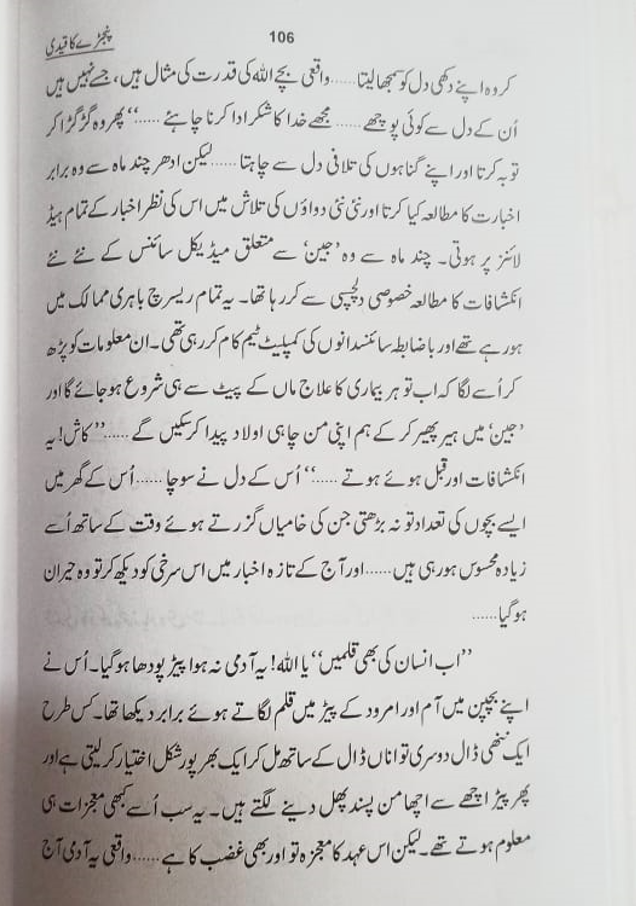 پنجرے کا قیدی
106
کر وہ اپنے دکھی دل کو سمجھا لیتا......واقعی بچے اللہ کی قدرت کی مثال ہیں، جسے نہیں ہیں
اُن کے دل سے کوئی پوچھے......مجھے خدا کا شکر ادا کرنا چاہئے......‘‘ پھر وہ گڑگڑا کر
توبہ کرتا اور اپنے گناہوں کی تلافی دل سے چاہتا......لیکن ادھر چند ماہ سے وہ برابر
اخبارت کا مطالعہ کیا کرتا اور نئی نئی دواؤں کی تلاش میں اس کی نظر اخبار کے تمام ہیڈ
لائنز پر ہوتی۔ چند ماہ سے وہ ’جین‘ سے متعلق میڈیکل سائنس کے نئے نئے
انکشافات کا مطالعہ خصوصی دلچسپی سے کر رہا تھا۔ یہ تمام ریسرچ باہری ممالک میں
ہورہے تھے اور باضابطہ سائنسدانوں کی کمپلیٹ ٹیم کام کر رہی تھی۔ ان معلومات کو پڑھ
کر اُسے لگا کہ اب تو ہر بیماری کا علاج ماں کے پیٹ سے ہی شروع ہو جائے گا اور
’جین‘ میں ہیر پھیر کر کے ہم اپنی من چاہی اولاد پیدا کرسکیں گے......’’کاش! یہ
انکشافات اور قبل ہوئے ہوتے......‘‘ اُس کے دل نے سوچا......اُس کے گھر میں
ایسے بچوں کی تعداد تو نہ بڑھتی جن کی خامیاں گزرتے ہوئے وقت کے ساتھ اُسے
زیادہ محسوس ہورہی ہیں......اور آج کے تازہ اخبار میں اس سرخی کو دیکھ کر تو وہ حیران
ہوگیا......
’’اب انسان کی بھی قلمیں‘‘ یا اللہ! یہ آدمی نہ ہوا پیڑ پودھا ہوگیا۔ اُس نے
اپنے بچپن میں آم اور امرود کے پیڑ میں قلم لگاتے ہوئے برابر دیکھا تھا۔ کس طرح
ایک ننھی ڈال دوسری توانا ں ڈال کے ساتھ مل کر ایک بھرپور شکل اختیار کر لیتی ہے اور
پھر پیڑ اچھے سے اچھا من پسند پھل دینے لگتے ہیں۔ یہ سب اُسے کبھی معجزات ہی
معلوم ہوتے تھے۔ لیکن اس عہد کا معجزہ تو اور بھی غضب کا ہے......واقعی یہ آدمی آج